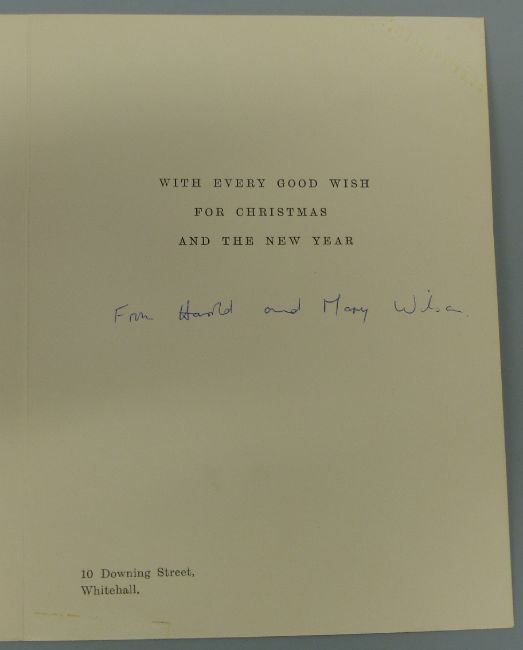 WITH EVERY GOOD WISH
FOR CHRISTMAS
AND THE NEW YEAR
From Harold and Mary Wilson.
10 Downing Street,
Whitehall.